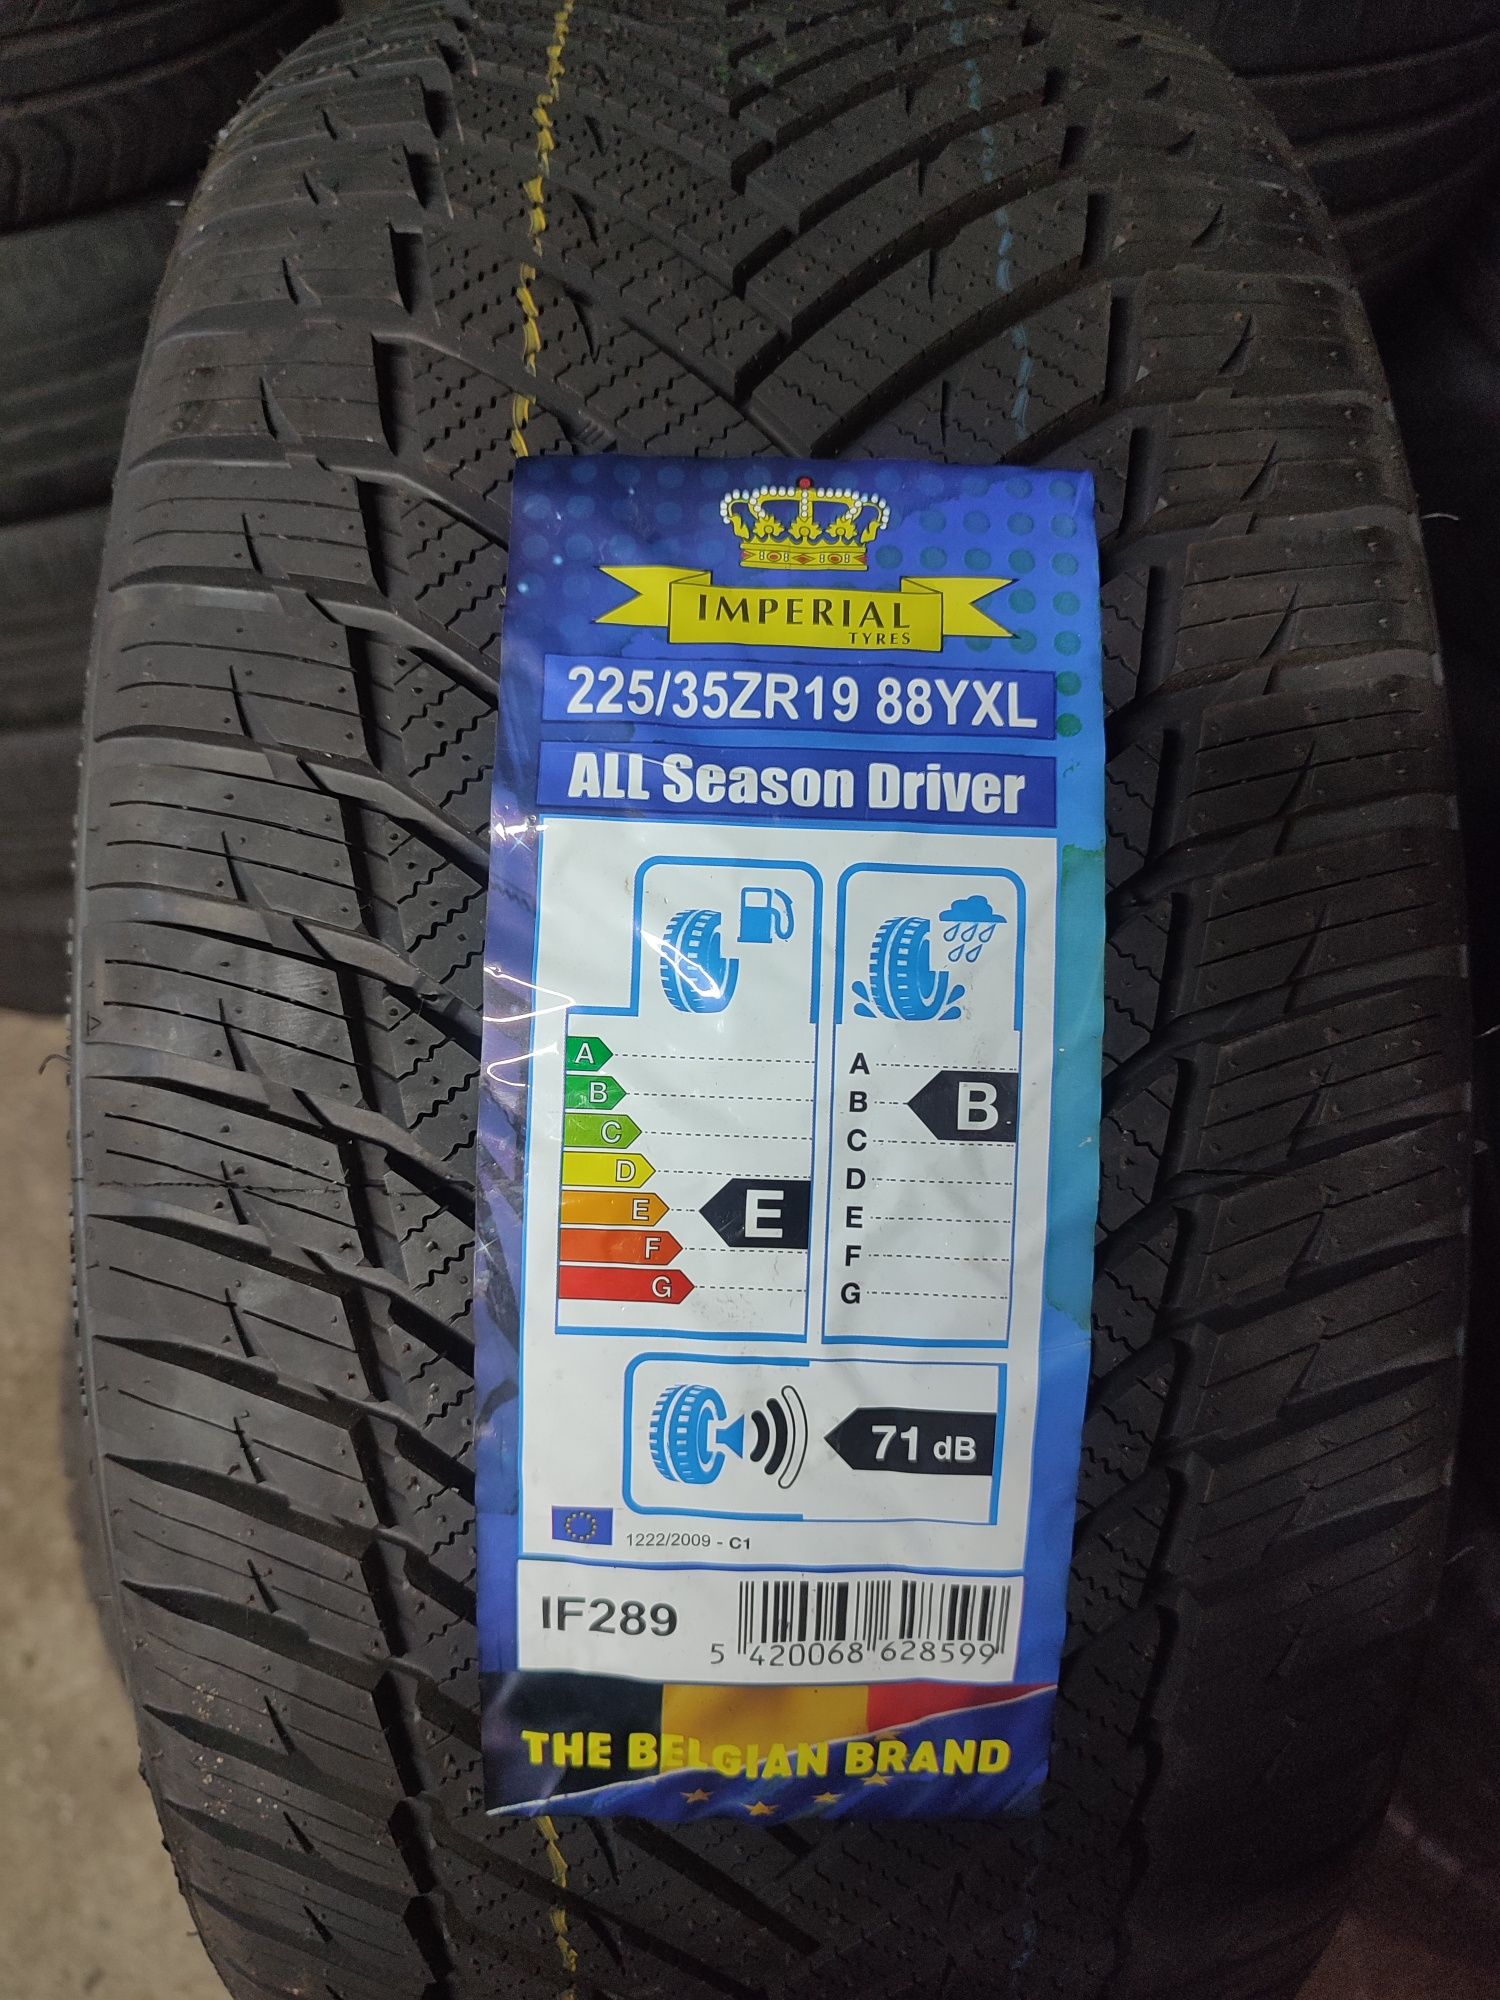 IMPERIAL
TYRES
225/35ZR19 88YXL
ALL Season Driver
A
B
C
D
E
F
G
E
A
B
C
D
E
F
G
B
71 dB
1222/2009 - C1
IF289
5 420068 628599
THE BELGIAN BRAND